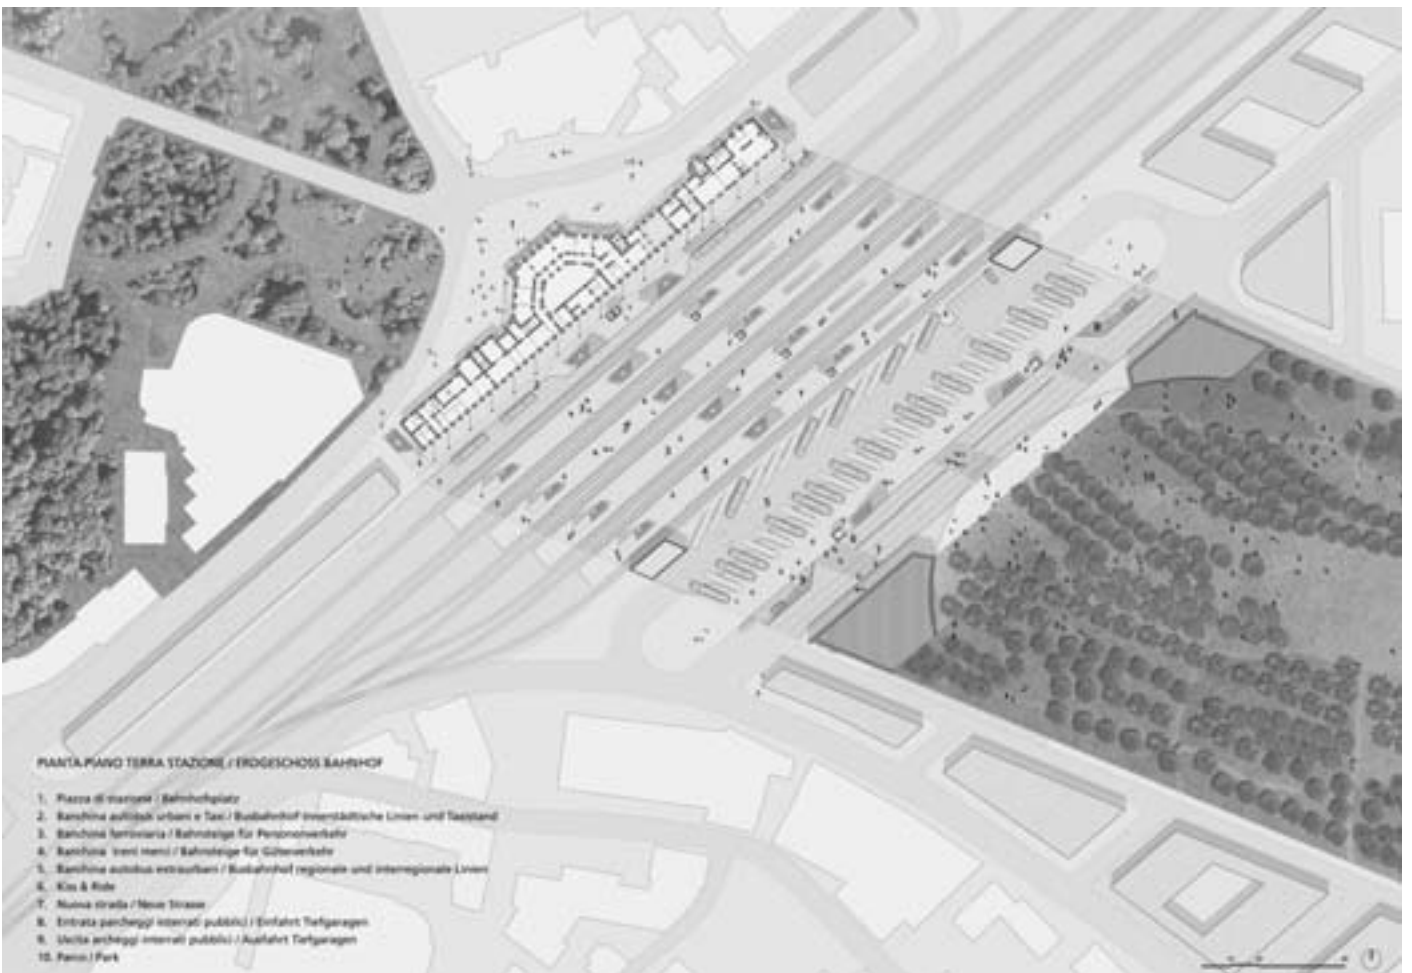 PIANTA PIANO TERRA STAZIONE / ERDGESCHOSS BAHNHOF
1. Piazza di stazione / Bahnhofsplatz
2. Banchina autobus urbani e Taxi / Busbahnhof innerstädtische Linien und Taxistand
3. Banchina ferroviaria / Bahnsteige für Personenverkehr
4. Banchina treni merci / Bahnsteige für Güterverkehr
5. Banchina autobus extraurbani / Busbahnhof regionale und interregionale Linien
6. Kiss & Ride
7. Nuova strada / Neue Strasse
8. Entrata parcheggi interrati pubblici / Einfahrt Tiefgaragen
9. Uscita archeggi interrati pubblici / Ausfahrt Tiefgaragen
10. Parco / Park